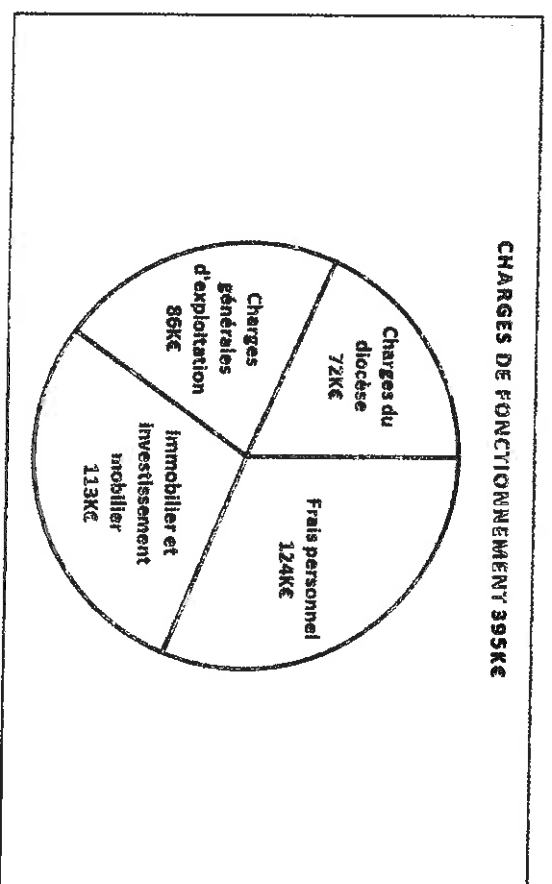 CHARGES DE FONCTIONNEMENT 395K€
Charges du
diocèse
72K€
Frais personnel
124K€
Charges
générales
d'exploitation
86K€
Immobilier et
investissement
mobilier
113K€